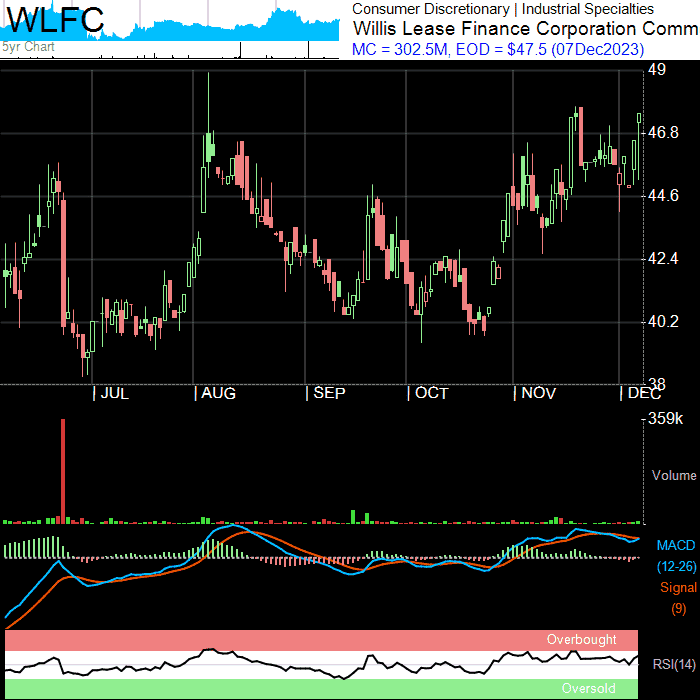 WLFC
5yr Chart
Consumer Discretionary | Industrial Specialties
Willis Lease Finance Corporation Comm
MC = 302.5M, EOD = $47.5 (07Dec2023)
49
46.8
44.6
42.4
40.2
38
JUL
AUG
SEP
OCT
NOV
DEC
359k
Volume
MACD
(12-26)
Signal
(9)
Overbought
RSI(14)
Oversold